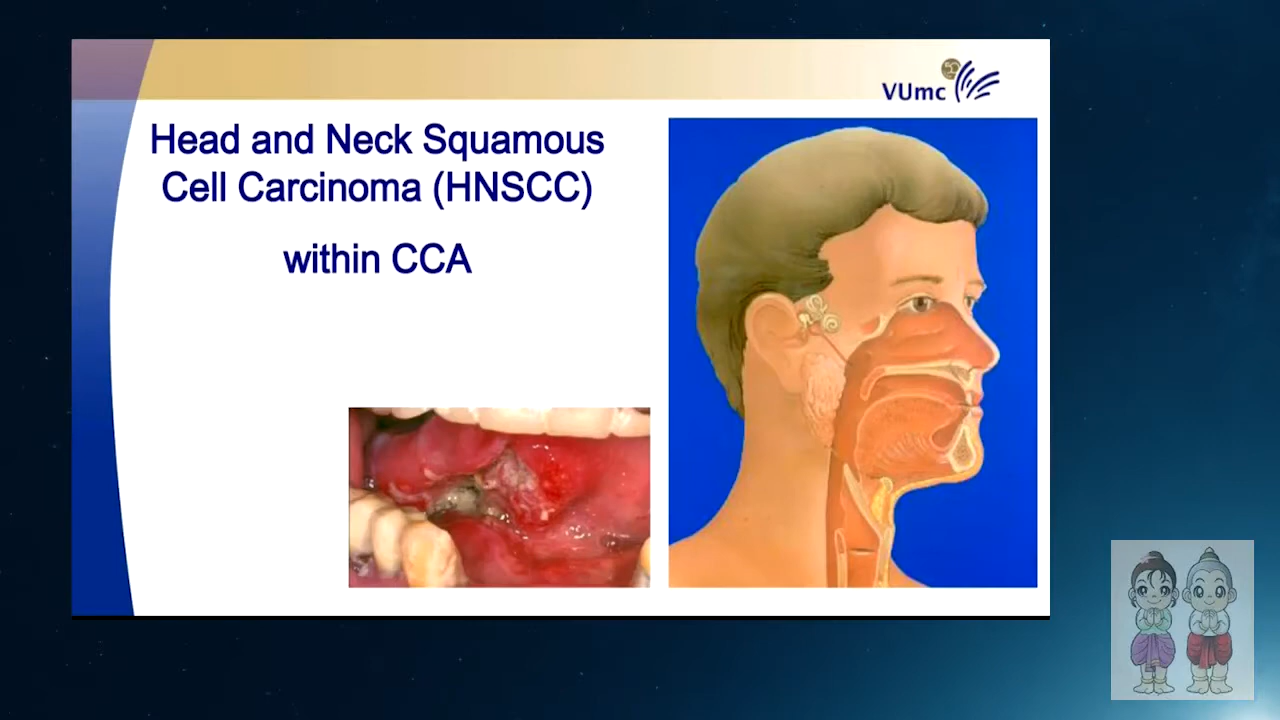 VUmc
Head and Neck Squamous
Cell Carcinoma (HNSCC)
within CCA